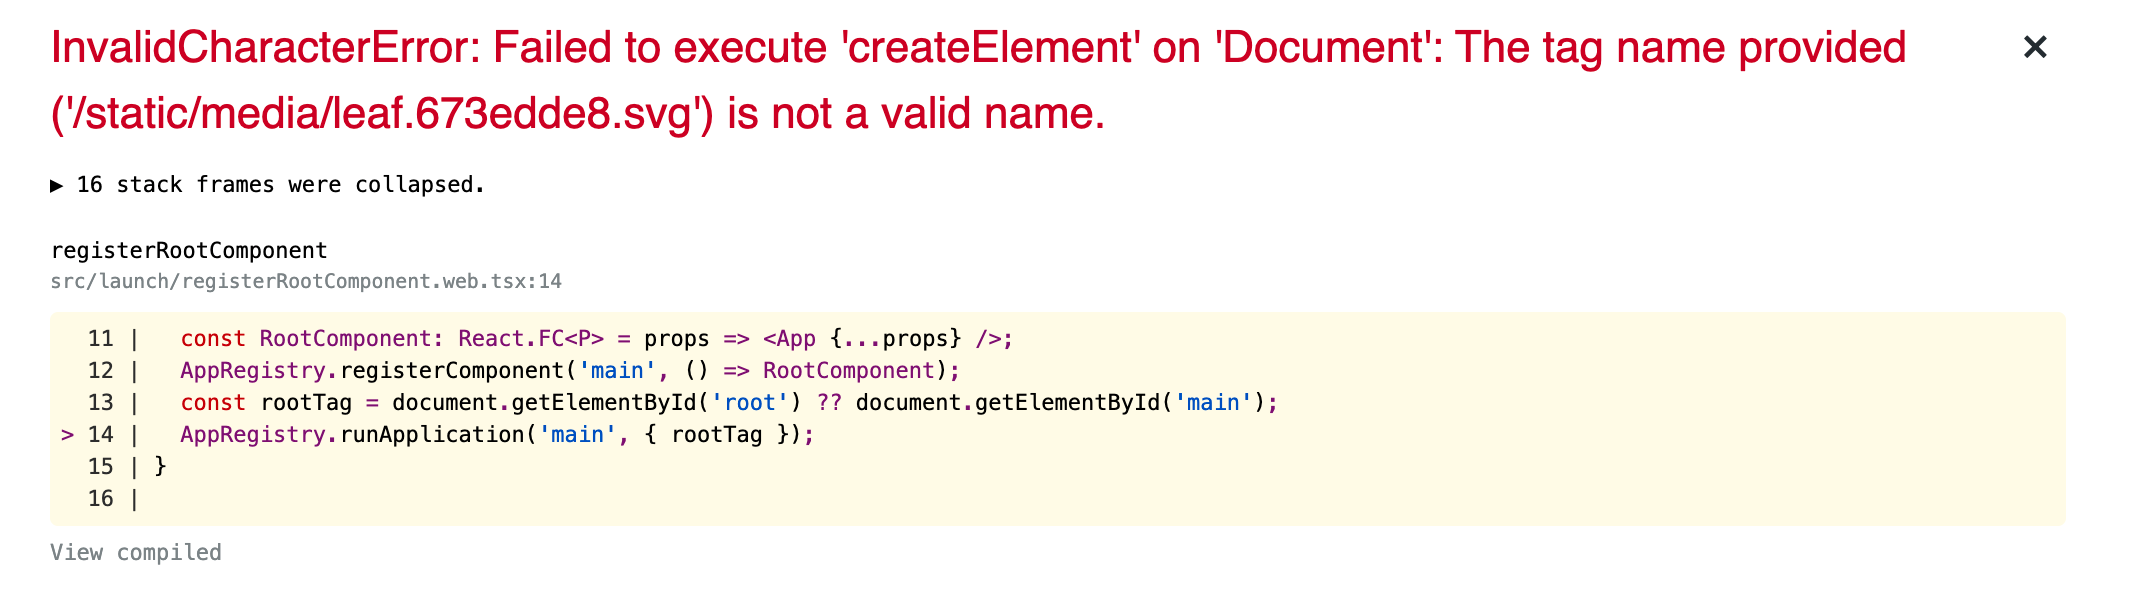 InvalidCharacterError: Failed to execute 'createElement' on 'Document': The tag name provided
('/static/media/leaf.673edde8.svg') is not a valid name.
×
▶ 16 stack frames were collapsed.
registerRootComponent
src/launch/registerRootComponent.web.tsx:14
11 |   const RootComponent: React.FC<P> = props => <App {...props} />;
12 |   AppRegistry.registerComponent('main', () => RootComponent);
13 |   const rootTag = document.getElementById('root') ?? document.getElementById('main');
> 14 |   AppRegistry.runApplication('main', { rootTag });
15 | }
16 |
View compiled